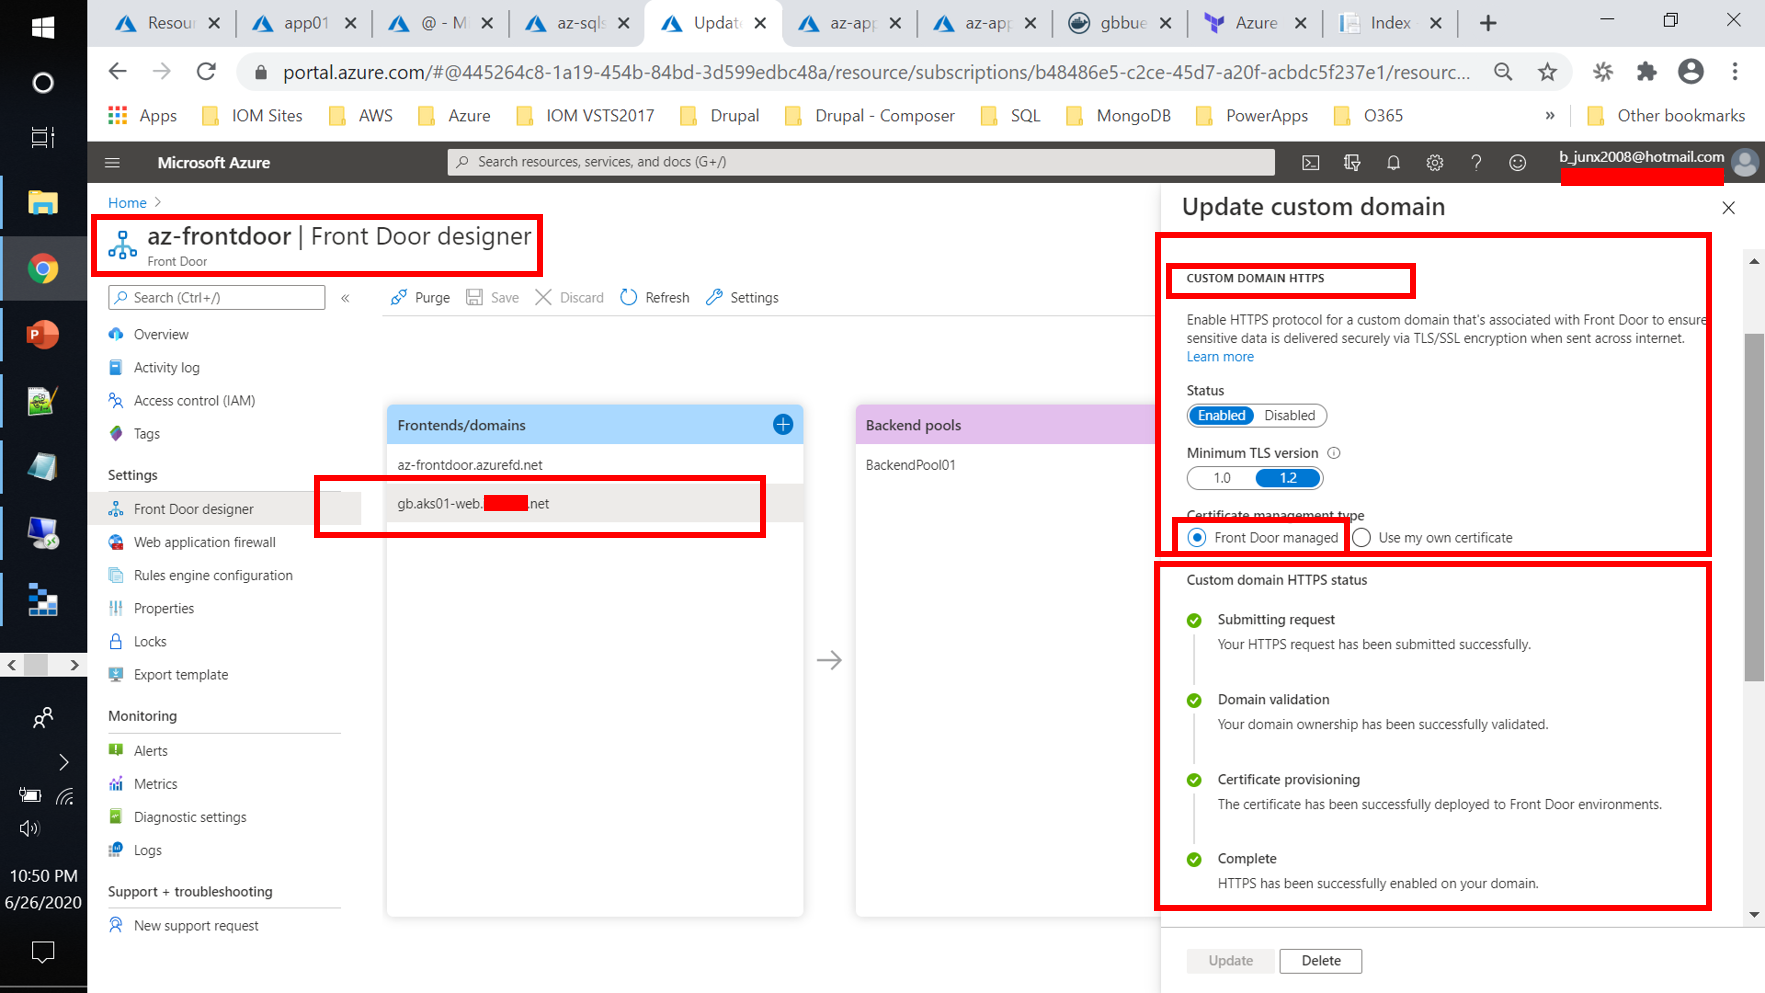 Resour
app01
@ - Mi
az-sqls
Update
az-app
az-app
gbbue
Azure
Index -
portal.azure.com/#@445264c8-1a19-454b-84bd-3d599edbc48a/resource/subscriptions/b48486e5-c2ce-45d7-a20f-acbdc5f237e1/resourc...
Apps
IOM Sites
AWS
Azure
IOM VSTS2017
Drupal
Drupal - Composer
SQL
MongoDB
PowerApps
O365
»
Other bookmarks
Microsoft Azure
Search resources, services, and docs (G+/)
b_junx2008@hotmail.com
Home >
az-frontdoor | Front Door designer
Front Door
Search (Ctrl+/)
«
Purge
Save
Discard
Refresh
Settings
Overview
Activity log
Access control (IAM)
Tags
Settings
Front Door designer
Web application firewall
Rules engine configuration
Properties
Locks
Export template
Monitoring
Alerts
Metrics
Diagnostic settings
Logs
Support + troubleshooting
New support request
Frontends/domains
az-frontdoor.azurefd.net
gb.aks01-web. .net
Backend pools
BackendPool01
Update custom domain
CUSTOM DOMAIN HTTPS
Enable HTTPS protocol for a custom domain that's associated with Front Door to ensure
sensitive data is delivered securely via TLS/SSL encryption when sent across internet.
Learn more
Status
Enabled Disabled
Minimum TLS version
1.0 1.2
Certificate management type
Front Door managed
Use my own certificate
Custom domain HTTPS status
Submitting request
Your HTTPS request has been submitted successfully.
Domain validation
Your domain ownership has been successfully validated.
Certificate provisioning
The certificate has been successfully deployed to Front Door environments.
Complete
HTTPS has been successfully enabled on your domain.
Update
Delete
10:50 PM
6/26/2020